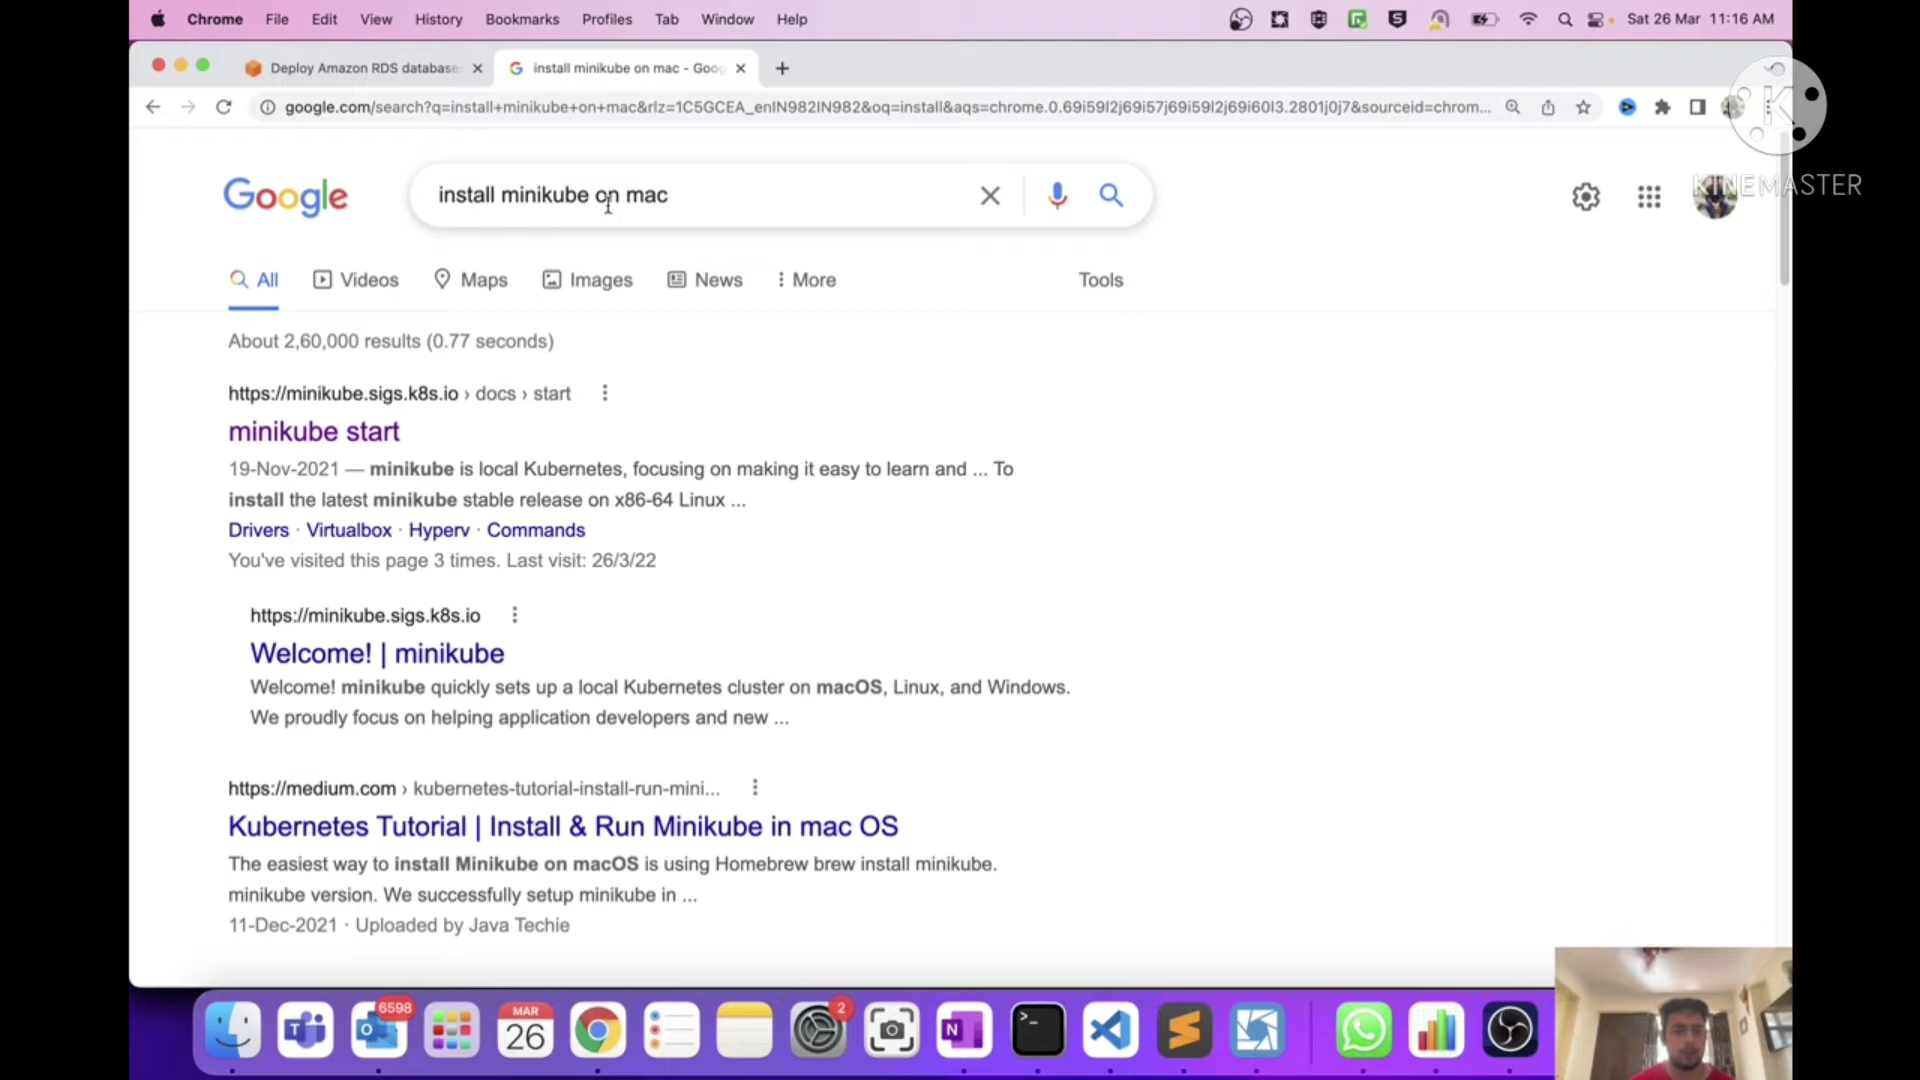 Chrome File Edit View History Bookmarks Profiles Tab Window Help Sat 26 Mar 11:16 AM
Deploy Amazon RDS database install minikube on mac - Goog
google.com/search?q=install+minikube+on+mac&rlz=1C5GCEA_enIN982IN982&oq=install&aqs=chrome.0.69i59l2j69i57j69i59l2j69i60l3.2801j0j7&sourceid=chrom...
K
KINEMASTER
Google install minikube on mac
All Videos Maps Images News More Tools
About 2,60,000 results (0.77 seconds)
https://minikube.sigs.k8s.io › docs › start
minikube start
19-Nov-2021 — minikube is local Kubernetes, focusing on making it easy to learn and ... To
install the latest minikube stable release on x86-64 Linux ...
Drivers · Virtualbox · Hyperv · Commands
You've visited this page 3 times. Last visit: 26/3/22
https://minikube.sigs.k8s.io
Welcome! | minikube
Welcome! minikube quickly sets up a local Kubernetes cluster on macOS, Linux, and Windows.
We proudly focus on helping application developers and new ...
https://medium.com › kubernetes-tutorial-install-run-mini...
Kubernetes Tutorial | Install & Run Minikube in mac OS
The easiest way to install Minikube on macOS is using Homebrew brew install minikube.
minikube version. We successfully setup minikube in ...
11-Dec-2021 · Uploaded by Java Techie
6598 MAR 26 2